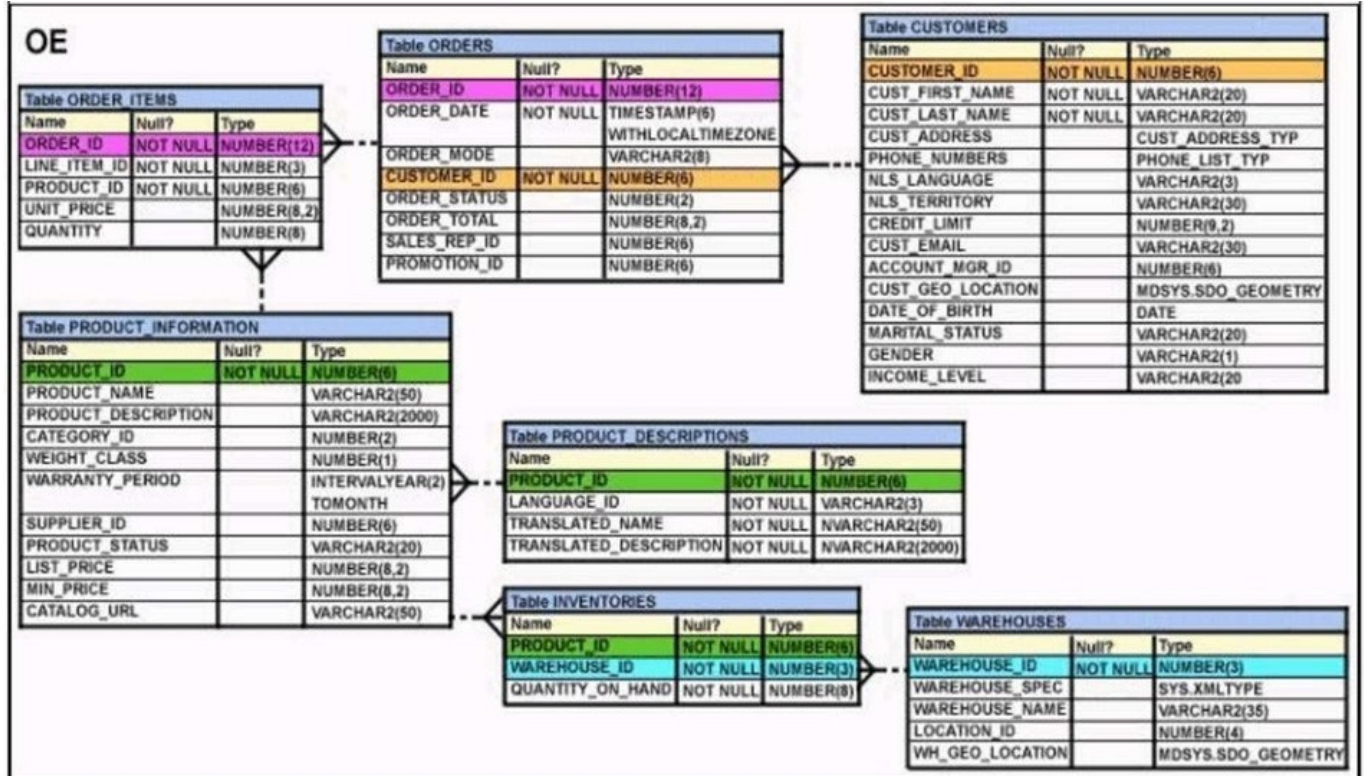 OE
Table ORDER_ITEMS
Name Null? Type
ORDER_ID NOT NULL NUMBER(12)
LINE_ITEM_ID NOT NULL NUMBER(3)
PRODUCT_ID NOT NULL NUMBER(6)
UNIT_PRICE NUMBER(8,2)
QUANTITY NUMBER(8)
Table ORDERS
Name Null? Type
ORDER_ID NOT NULL NUMBER(12)
ORDER_DATE NOT NULL TIMESTAMP(6)
WITHLOCALTIMEZONE
ORDER_MODE VARCHAR2(8)
CUSTOMER_ID NOT NULL NUMBER(6)
ORDER_STATUS NUMBER(2)
ORDER_TOTAL NUMBER(8,2)
SALES_REP_ID NUMBER(6)
PROMOTION_ID NUMBER(6)
Table CUSTOMERS
Name Null? Type
CUSTOMER_ID NOT NULL NUMBER(6)
CUST_FIRST_NAME NOT NULL VARCHAR2(20)
CUST_LAST_NAME NOT NULL VARCHAR2(20)
CUST_ADDRESS CUST_ADDRESS_TYP
PHONE_NUMBERS PHONE_LIST_TYP
NLS_LANGUAGE VARCHAR2(3)
NLS_TERRITORY VARCHAR2(30)
CREDIT_LIMIT NUMBER(9,2)
CUST_EMAIL VARCHAR2(30)
ACCOUNT_MGR_ID NUMBER(6)
CUST_GEO_LOCATION MDSYS.SDO_GEOMETRY
DATE_OF_BIRTH DATE
MARITAL_STATUS VARCHAR2(20)
GENDER VARCHAR2(1)
INCOME_LEVEL VARCHAR2(20
Table PRODUCT_INFORMATION
Name Null? Type
PRODUCT_ID NOT NULL NUMBER(6)
PRODUCT_NAME VARCHAR2(50)
PRODUCT_DESCRIPTION VARCHAR2(2000)
CATEGORY_ID NUMBER(2)
WEIGHT_CLASS NUMBER(1)
WARRANTY_PERIOD INTERVALYEAR(2)
TOMONTH
SUPPLIER_ID NUMBER(6)
PRODUCT_STATUS VARCHAR2(20)
LIST_PRICE NUMBER(8,2)
MIN_PRICE NUMBER(8,2)
CATALOG_URL VARCHAR2(50)
Table PRODUCT_DESCRIPTIONS
Name Null? Type
PRODUCT_ID NOT NULL NUMBER(6)
LANGUAGE_ID NOT NULL VARCHAR2(3)
TRANSLATED_NAME NOT NULL NVARCHAR2(50)
TRANSLATED_DESCRIPTION NOT NULL NVARCHAR2(2000)
Table INVENTORIES
Name Null? Type
PRODUCT_ID NOT NULL NUMBER(6)
WAREHOUSE_ID NOT NULL NUMBER(3)
QUANTITY_ON_HAND NOT NULL NUMBER(8)
Table WAREHOUSES
Name Null? Type
WAREHOUSE_ID NOT NULL NUMBER(3)
WAREHOUSE_SPEC SYS.XMLTYPE
WAREHOUSE_NAME VARCHAR2(35)
LOCATION_ID NUMBER(4)
WH_GEO_LOCATION MDSYS.SDO_GEOMETRY